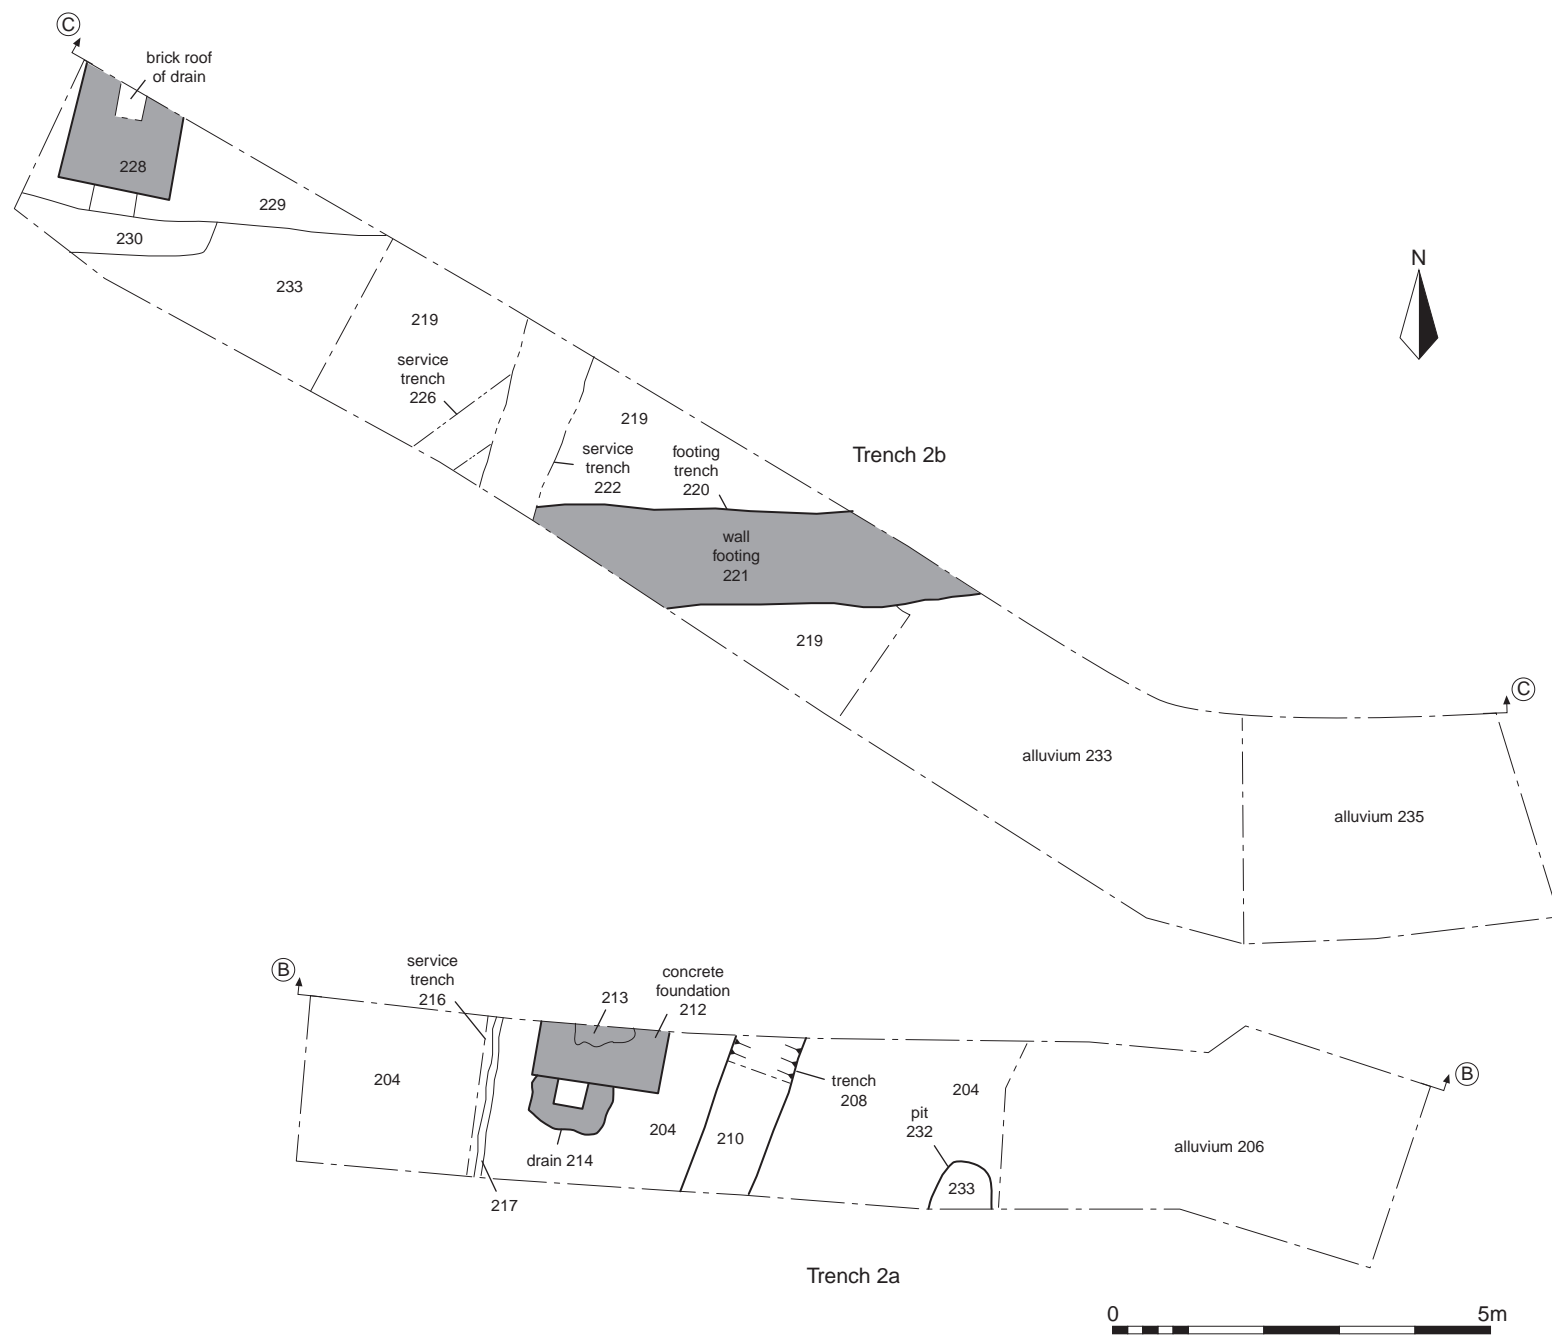 C
brick roof
of drain
228
229
230
233
N
219
service
trench
226
219
service
trench
222
footing
trench
220
Trench 2b
wall
footing
221
219
C
alluvium 233
alluvium 235
B
service
trench
216
213
concrete
foundation
212
204
204
drain 214
217
210
trench
208
204
pit
232
233
alluvium 206
B
Trench 2a
0 5m